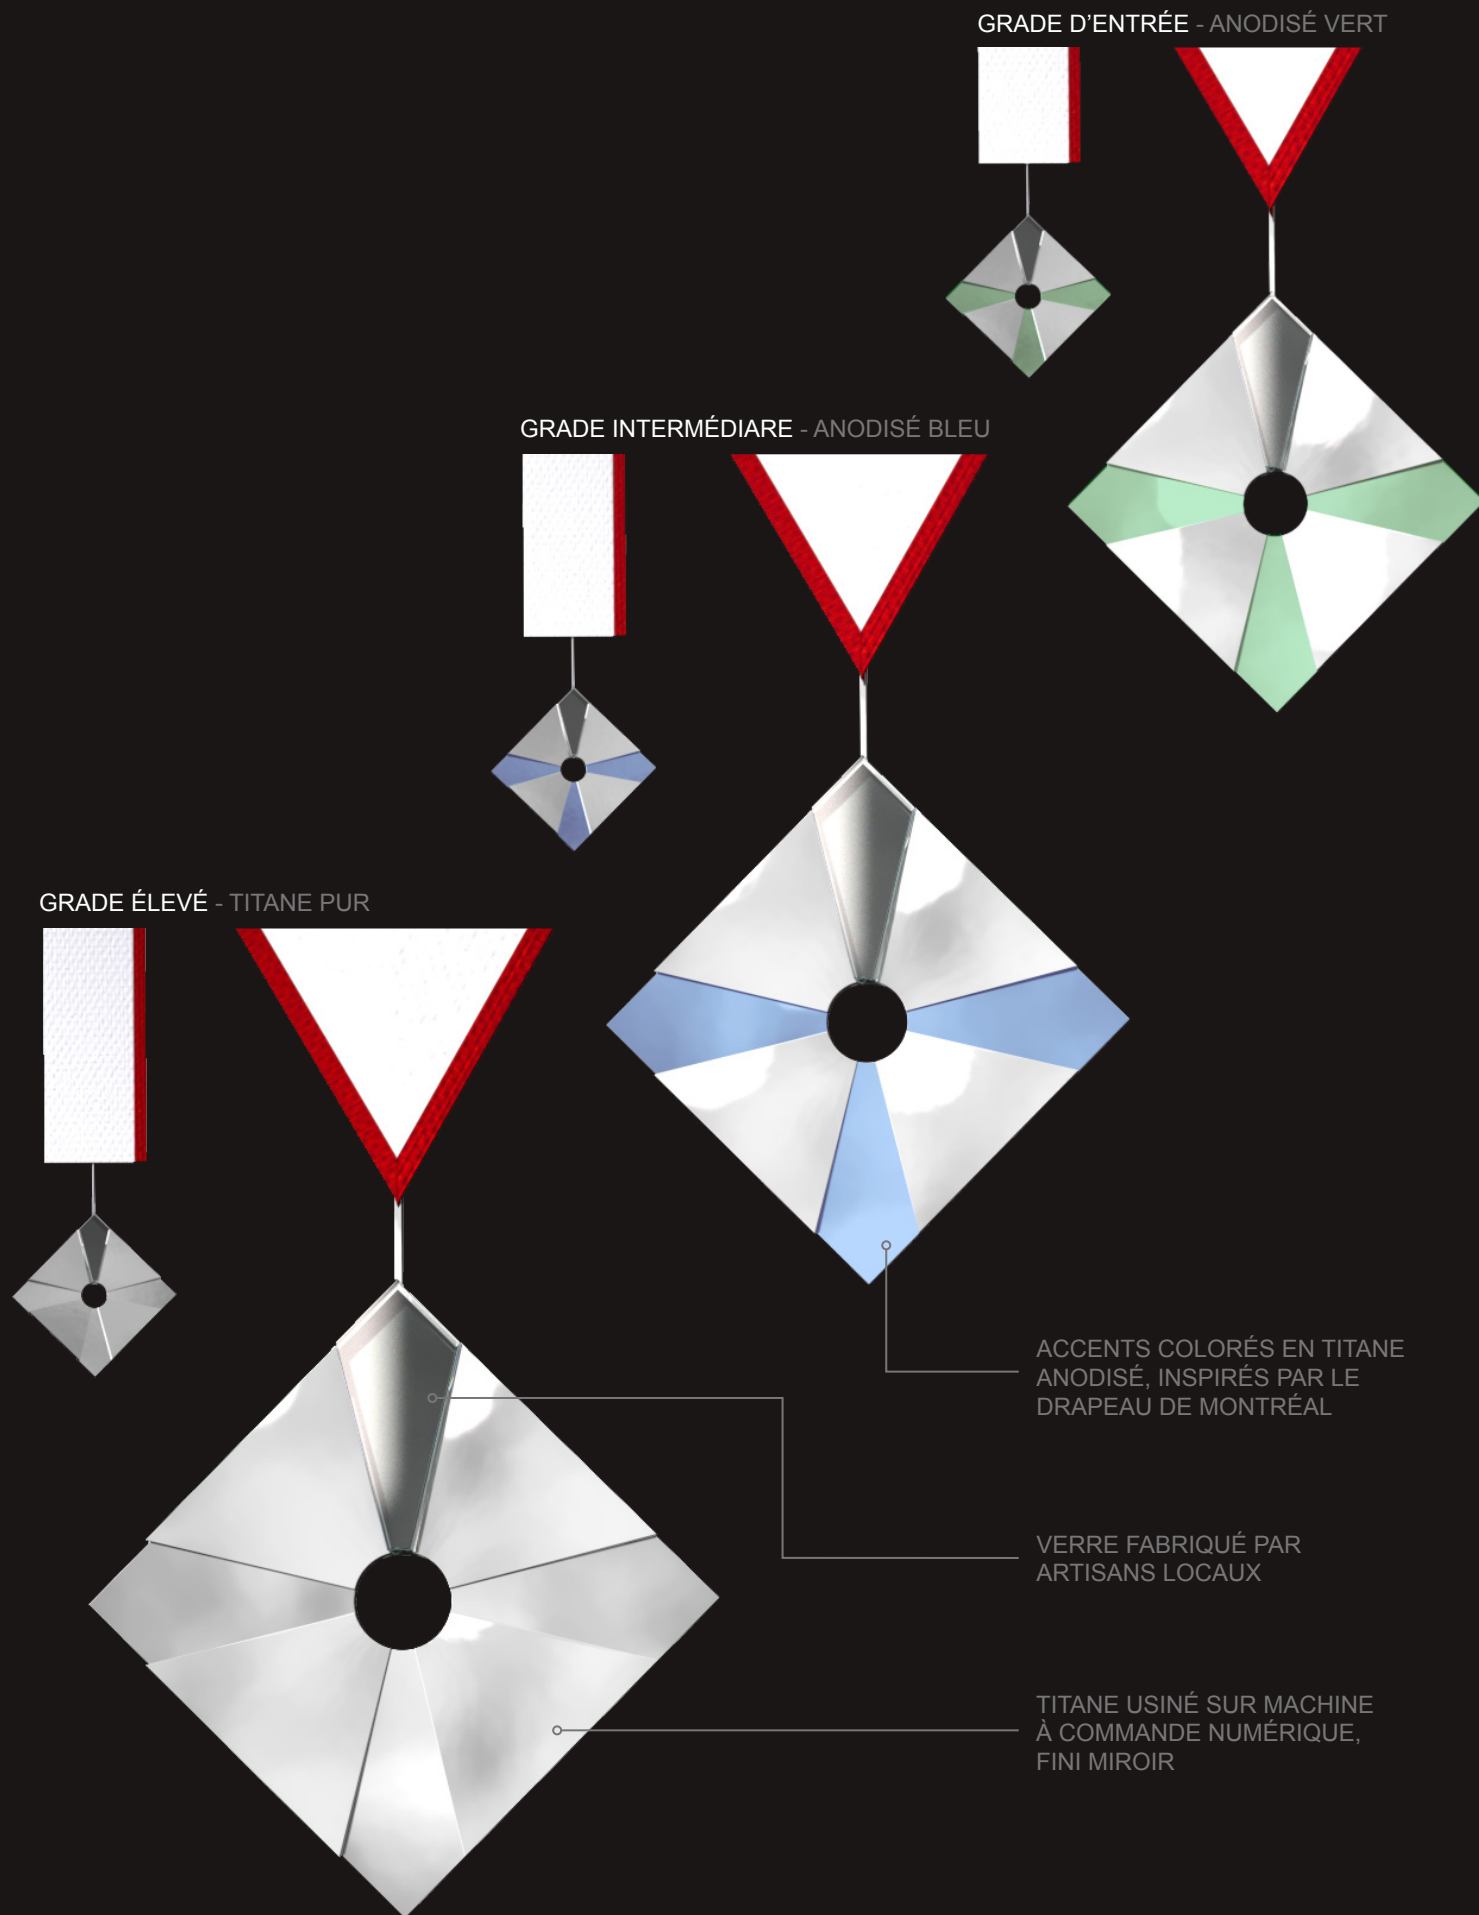 GRADE D'ENTRÉE - ANODISÉ VERT
GRADE INTERMÉDIARE - ANODISÉ BLEU
GRADE ÉLEVÉ - TITANE PUR
ACCENTS COLORÉS EN TITANE
ANODISÉ, INSPIRÉS PAR LE
DRAPEAU DE MONTRÉAL
VERRE FABRIQUÉ PAR
ARTISANS LOCAUX
TITANE USINÉ SUR MACHINE
À COMMANDE NUMÉRIQUE,
FINI MIROIR